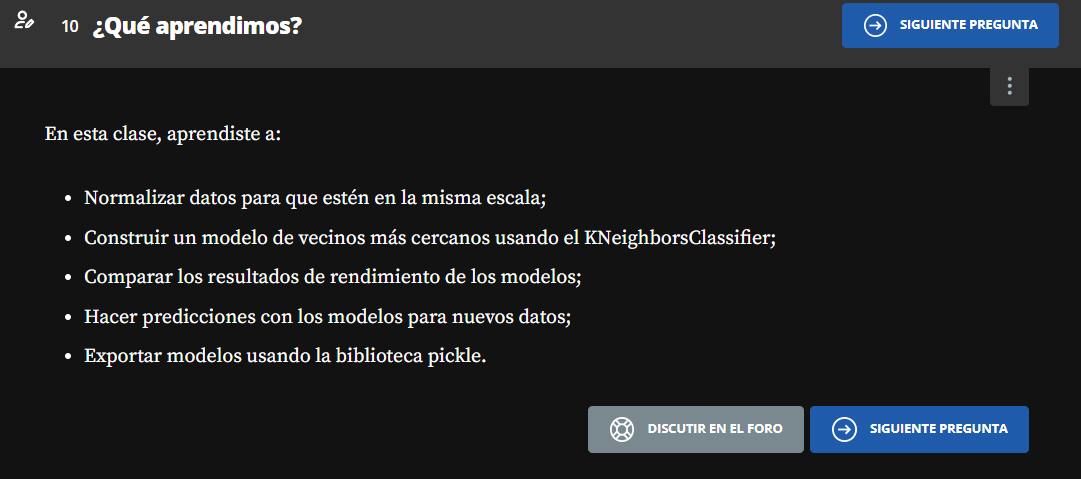 10 ¿Qué aprendimos?
SIGUIENTE PREGUNTA
En esta clase, aprendiste a:
• Normalizar datos para que estén en la misma escala;
• Construir un modelo de vecinos más cercanos usando el KNeighborsClassifier;
• Comparar los resultados de rendimiento de los modelos;
• Hacer predicciones con los modelos para nuevos datos;
• Exportar modelos usando la biblioteca pickle.
DISCUTIR EN EL FORO
SIGUIENTE PREGUNTA